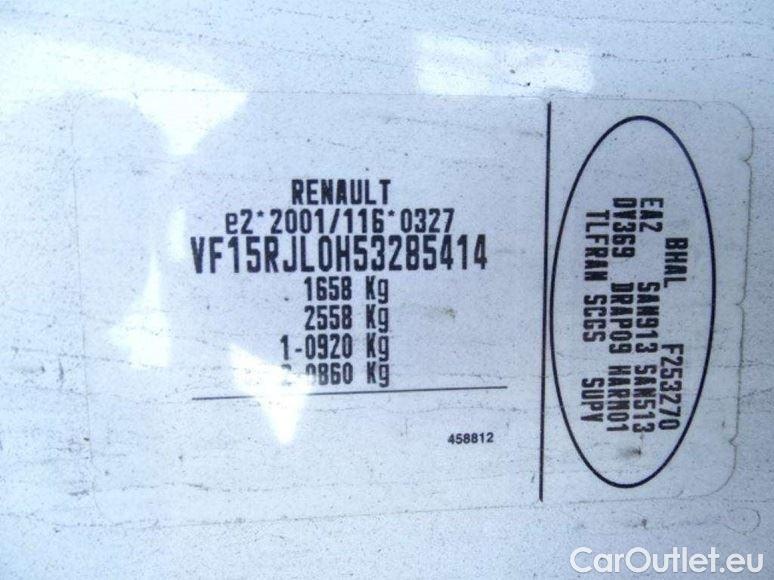 RENAULT
e2*2001/116*0327
VF15RJL0H53285414
1658 Kg
2558 Kg
1-0920 Kg
2-0860 Kg
458812
BHAL F253270
EA2 SAN913 SAN513
DV369 DRAP09 HARM01
TLFRAN SCGS SUPV
CarOutlet.eu